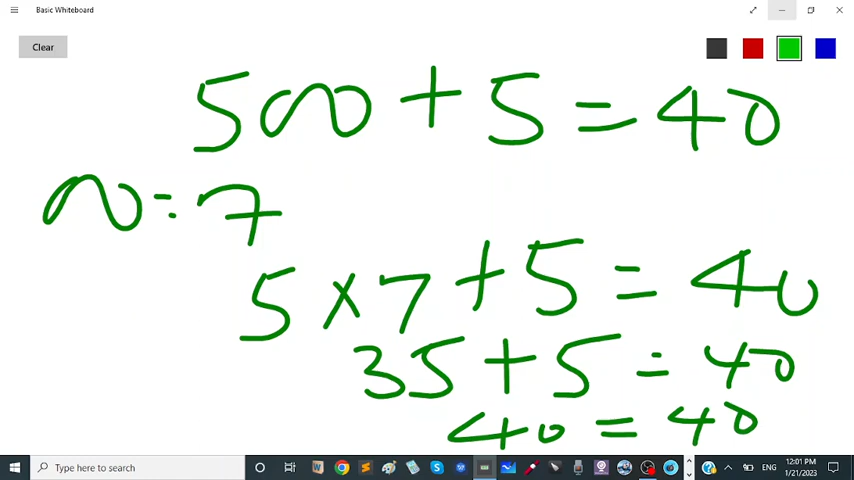 Basic Whiteboard
Clear
5∞ + 5 = 40
∞ = 7
5 × 7 + 5 = 40
35 + 5 = 40
40 = 40
Type here to search
ENG
12:01 PM
1/21/2023